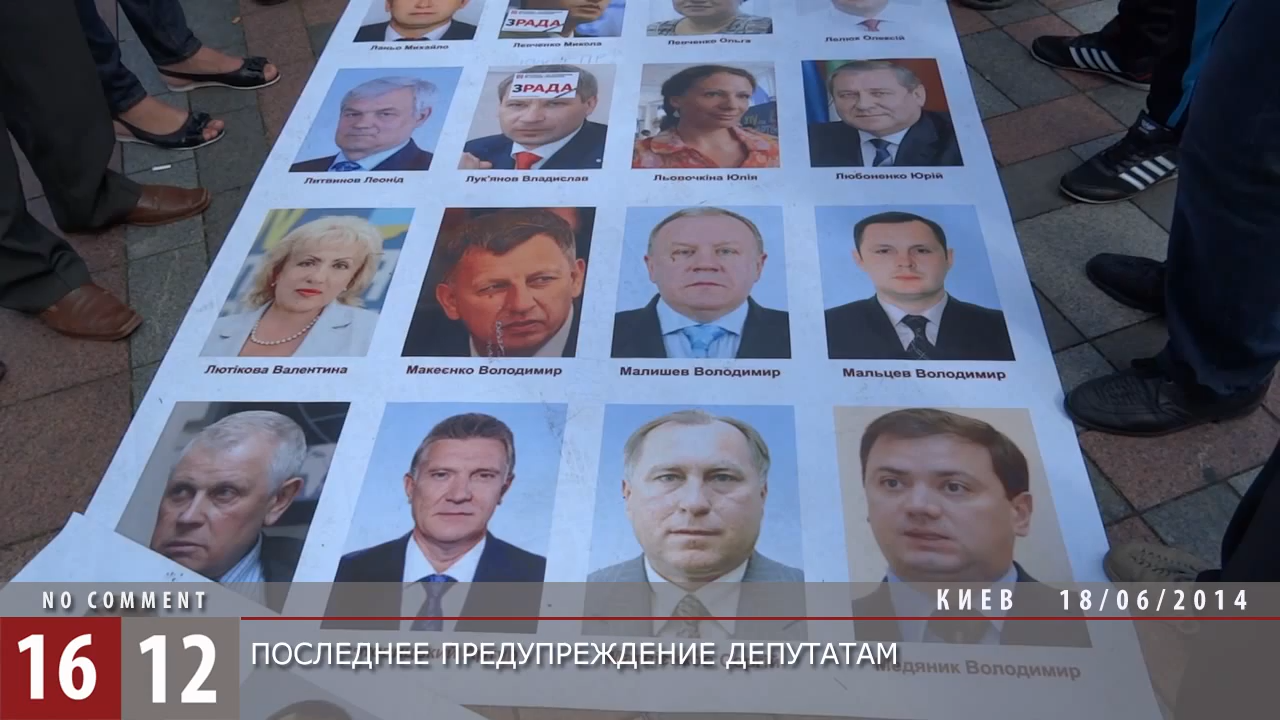 Ланьо Михайло
ЗРАДА
Левченко Микола
Левченко Ольга
Лелюк Олексій
ЗРАДА
Литвинов Леонід
Лук'янов Владислав
Льовочкіна Юлія
Любоненко Юрій
Лютікова Валентина
Макеєнко Володимир
Малишев Володимир
Мальцев Володимир
NO COMMENT
КИЕВ 18/06/2014
16 12
ПОСЛЕДНЕЕ ПРЕДУПРЕЖДЕНИЕ ДЕПУТАТАМ
Медяник Володимир